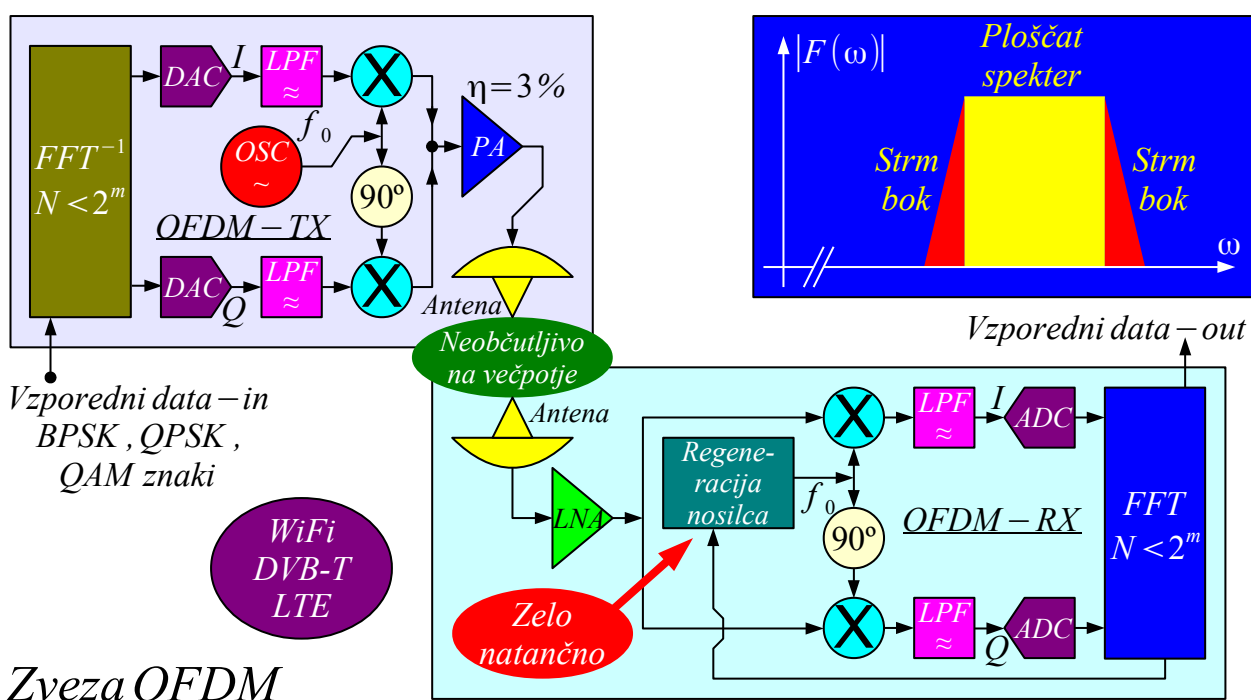 DAC
I
LPF
≈
X
η=3%
PA
f₀
OSC
~
FFT⁻¹
N<2ᵐ
90º
OFDM–TX
DAC
Q
LPF
≈
X
Antena
Vzporedni data–in
BPSK , QPSK ,
QAM znaki
|F(ω)|
Ploščat
spekter
Strm
bok
Strm
bok
ω
Neobčutljivo
na večpotje
Antena
LNA
Vzporedni data–out
X
LPF
≈
I
ADC
Regene-
racija
nosilca
f₀
90º
OFDM–RX
FFT
N<2ᵐ
X
LPF
≈
Q
ADC
Zelo
natančno
WiFi
DVB-T
LTE
Zveza OFDM